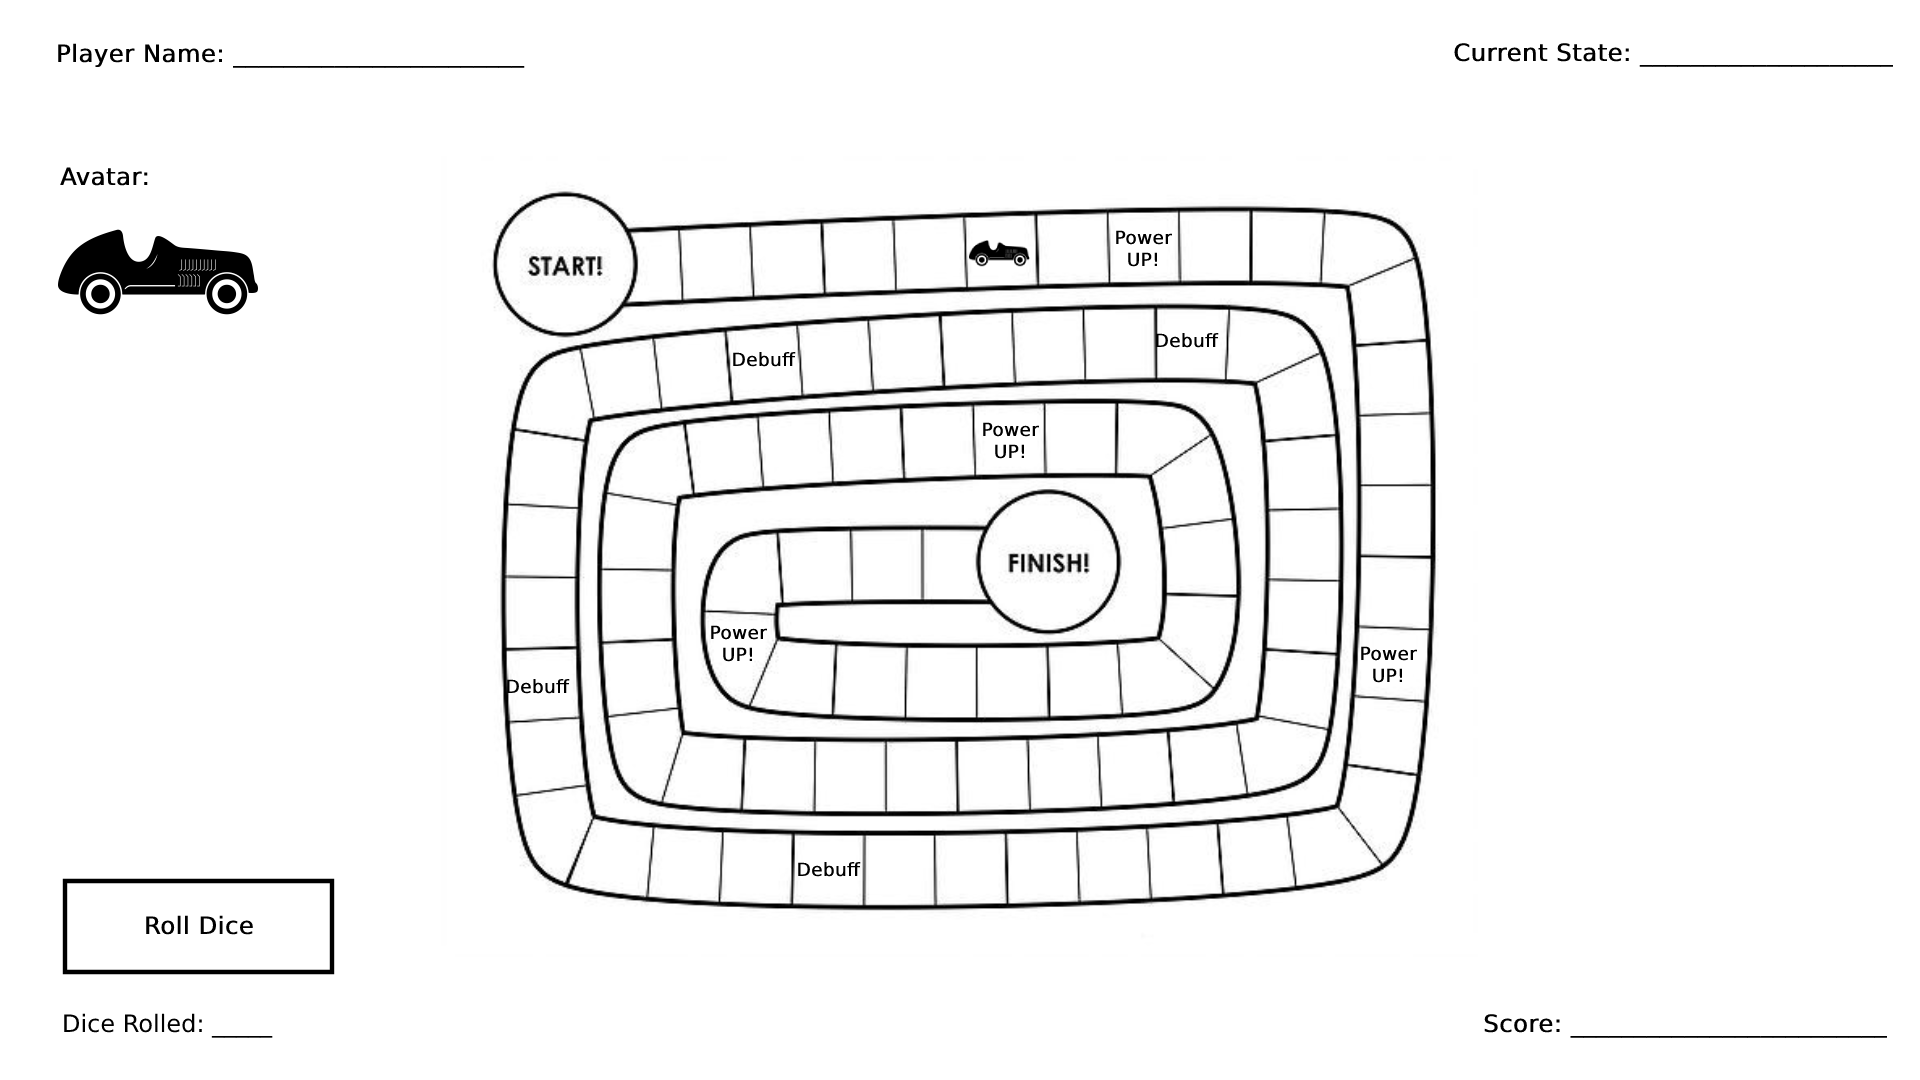 Player Name: ______________________
Current State: ___________________
Avatar:
START!
Power
UP!
Debuff
Debuff
Power
UP!
FINISH!
Power
UP!
Power
UP!
Debuff
Debuff
Roll Dice
Dice Rolled: _____
Score: ________________________